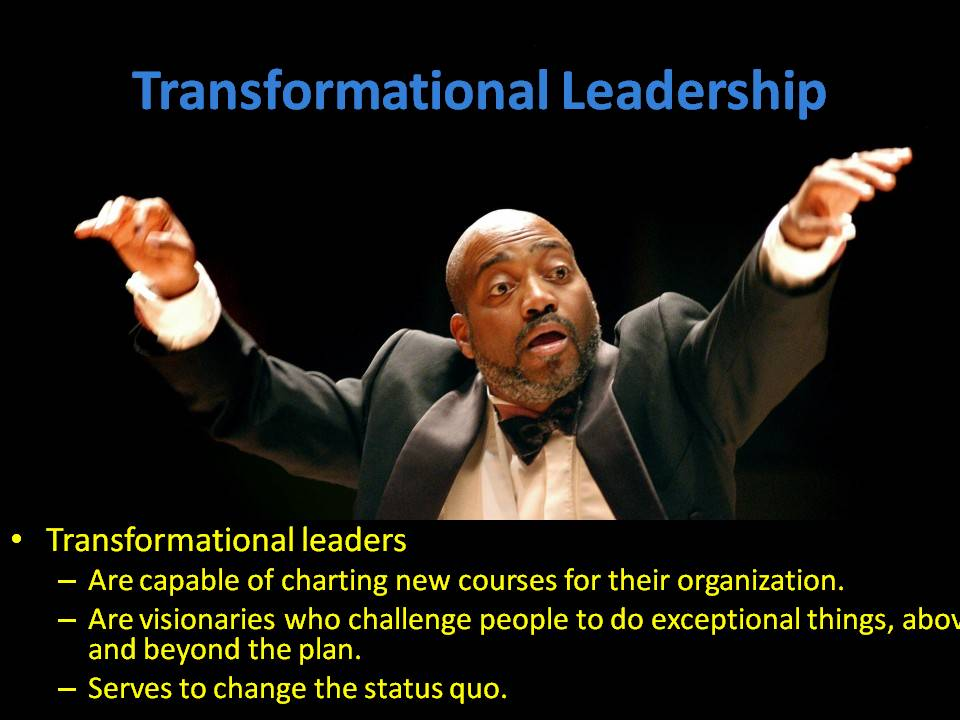 Transformational Leadership
• Transformational leaders
– Are capable of charting new courses for their organization.
– Are visionaries who challenge people to do exceptional things, abov
and beyond the plan.
– Serves to change the status quo.